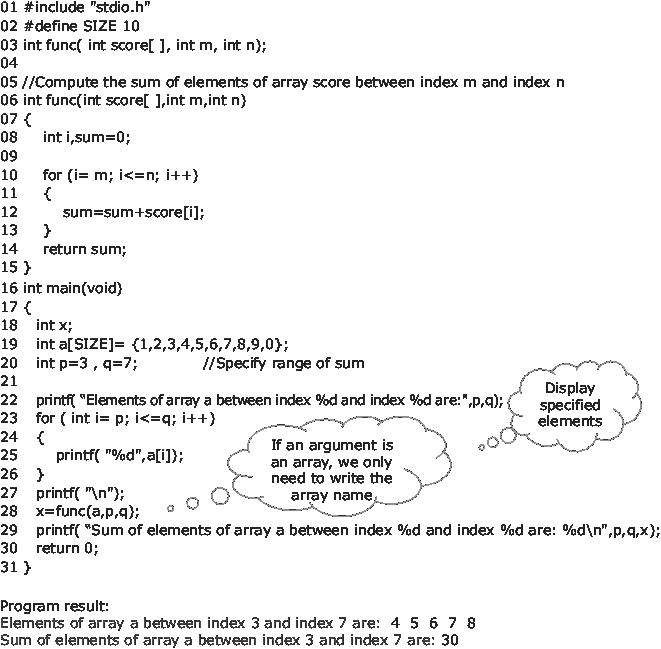 01 #include "stdio.h"
02 #define SIZE 10
03 int func( int score[ ], int m, int n);
04
05 //Compute the sum of elements of array score between index m and index n
06 int func(int score[ ],int m,int n)
07 {
08 int i,sum=0;
09
10 for (i= m; i<=n; i++)
11 {
12 sum=sum+score[i];
13 }
14 return sum;
15 }
16 int main(void)
17 {
18 int x;
19 int a[SIZE]= {1,2,3,4,5,6,7,8,9,0};
20 int p=3 , q=7; //Specify range of sum
21
22 printf( "Elements of array a between index %d and index %d are:",p,q);
23 for ( int i= p; i<=q; i++)
24 {
25 printf( "%d",a[i]);
26 }
27 printf( "\n");
28 x=func(a,p,q);
29 printf( "Sum of elements of array a between index %d and index %d are: %d\n",p,q,x);
30 return 0;
31 }
Display
specified
elements
If an argument is
an array, we only
need to write the
array name
Program result:
Elements of array a between index 3 and index 7 are: 4 5 6 7 8
Sum of elements of array a between index 3 and index 7 are: 30